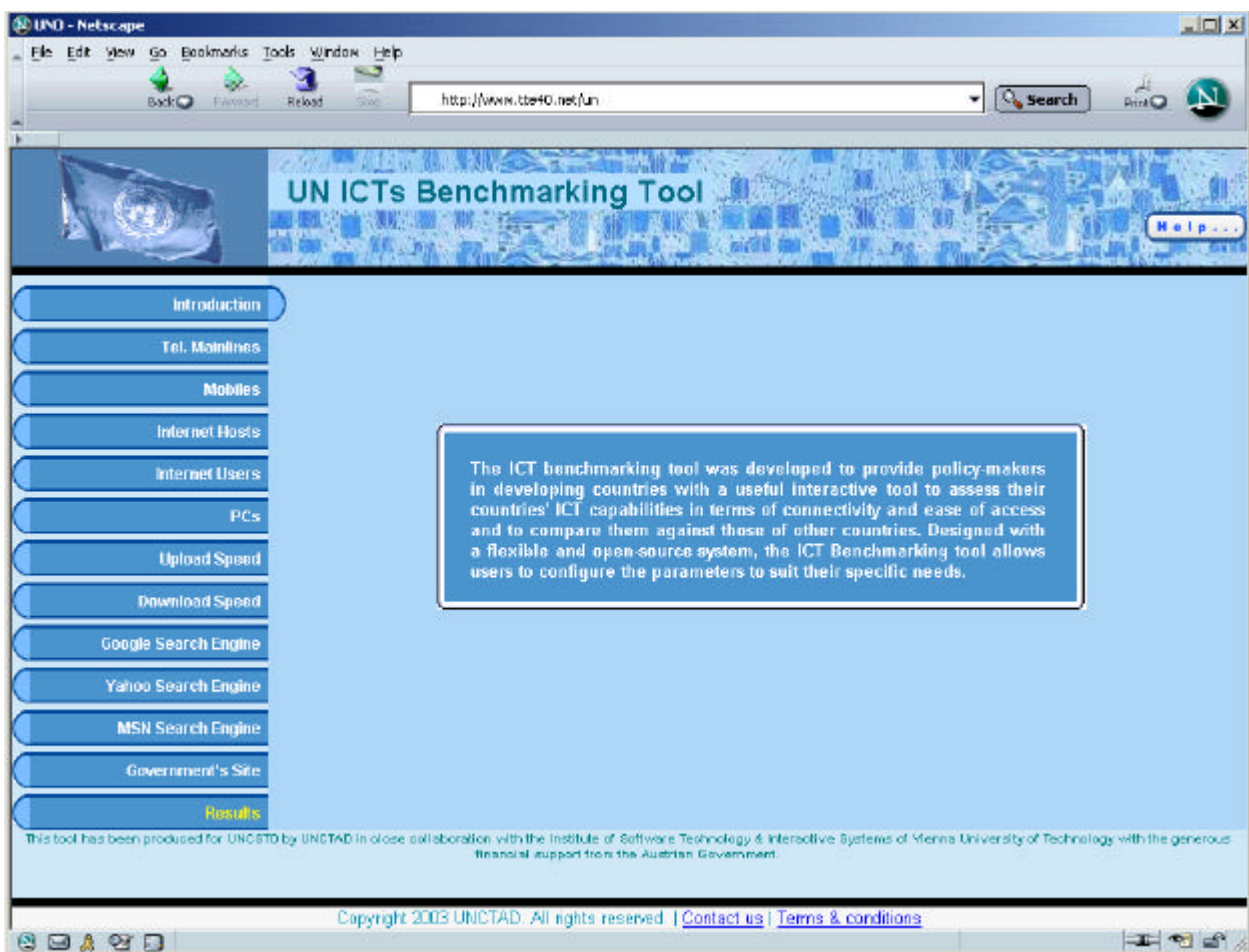 UNO - Netscape
File Edit View Go Bookmarks Tools Window Help
Back Forward Reload Stop http://www.tte40.net/un Search Print N
UN ICTs Benchmarking Tool
Help...
Introduction
Tel. Mainlines
Mobiles
Internet Hosts
Internet Users
PCs
Upload Speed
Download Speed
Google Search Engine
Yahoo Search Engine
MSN Search Engine
Government's Site
Results
The ICT benchmarking tool was developed to provide policy-makers
in developing countries with a useful interactive tool to assess their
countries' ICT capabilities in terms of connectivity and ease of access
and to compare them against those of other countries. Designed with
a flexible and open-source system, the ICT Benchmarking tool allows
users to configure the parameters to suit their specific needs.
This tool has been produced for UNCSTD by UNCTAD in close collaboration with the Institute of Software Technology & Interactive Systems of Vienna University of Technology with the generous
financial support from the Austrian Government.
Copyright 2003 UNCTAD. All rights reserved. | Contact us | Terms & conditions